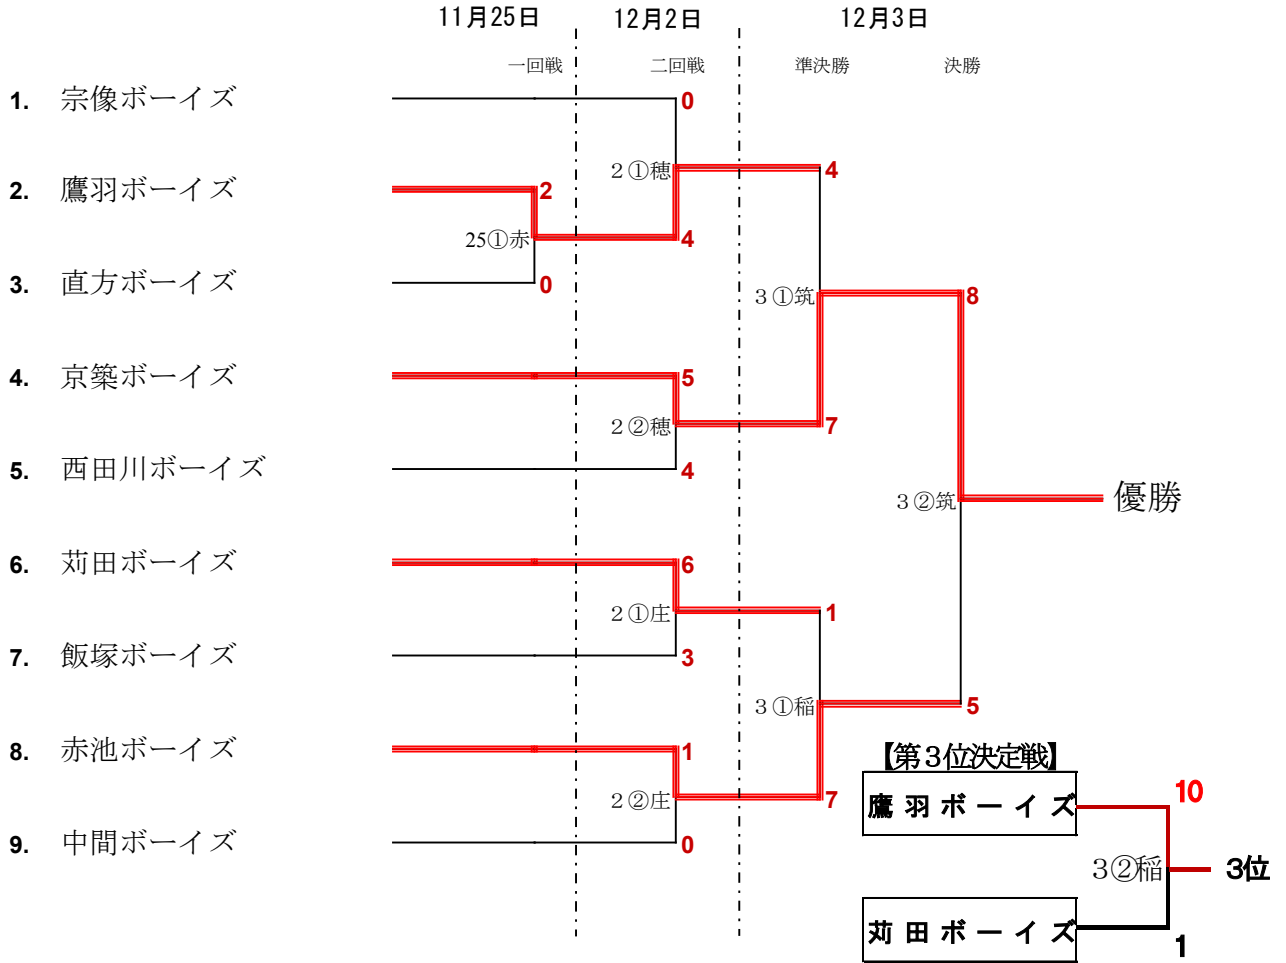 11月25日 12月2日 12月3日
一回戦 二回戦 準決勝 決勝
1. 宗像ボーイズ 0
2①穂 4
2. 鷹羽ボーイズ 2
25①赤 4
3. 直方ボーイズ 0
3①筑 8
4. 京築ボーイズ 5
2②穂 7
5. 西田川ボーイズ 4
3②筑 優勝
6. 苅田ボーイズ 6
2①庄 1
7. 飯塚ボーイズ 3
3①稲 5
8. 赤池ボーイズ 1
【第3位決定戦】
2②庄 7
鷹羽ボーイズ 10
9. 中間ボーイズ 0
3②稲 3位
苅田ボーイズ 1